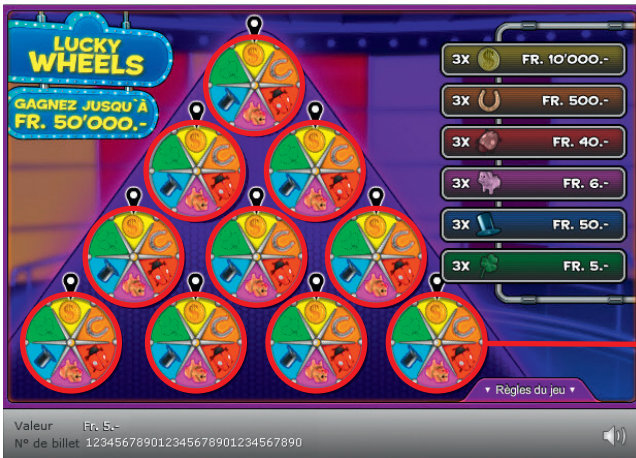 LUCKY
WHEELS
GAGNEZ JUSQU'À
FR. 50'000.-
3X FR. 10'000.-
3X FR. 500.-
3X FR. 40.-
3X FR. 6.-
3X FR. 50.-
3X FR. 5.-
Règles du jeu
Valeur Fr. 5.-
N° de billet 123456789012345678901234567890